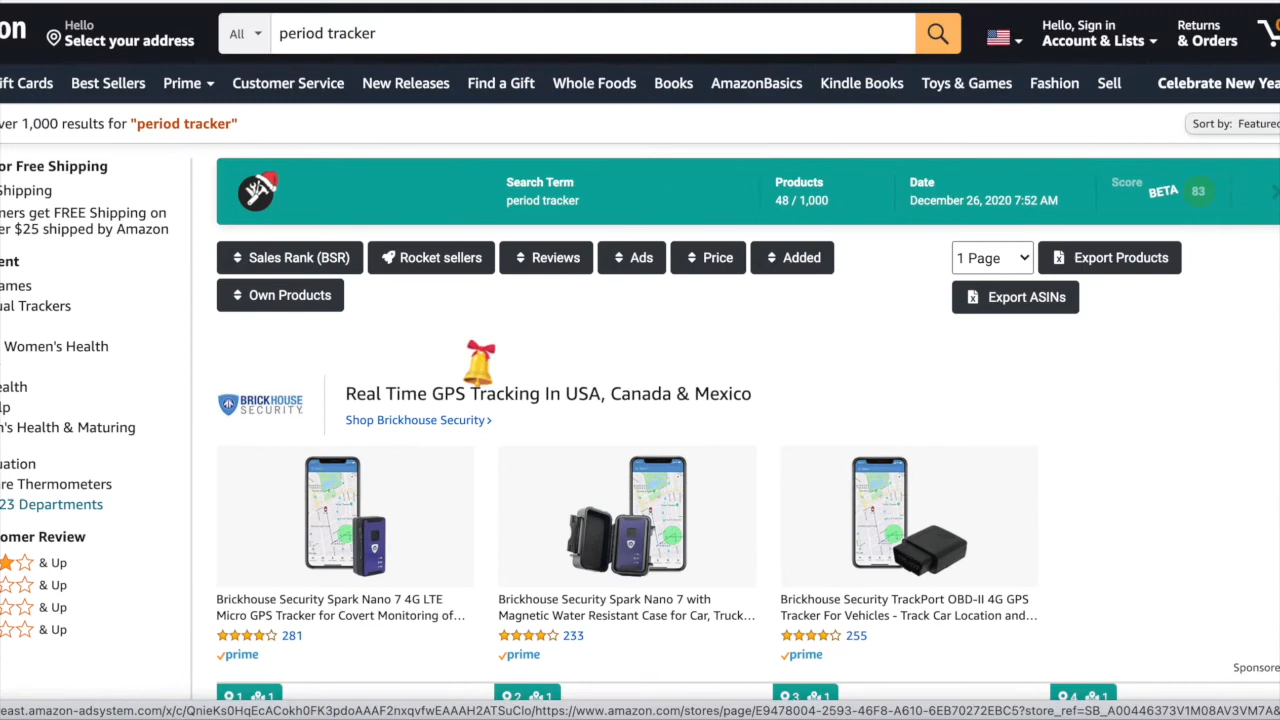 on
Hello
Select your address
All
period tracker
Hello, Sign in
Account & Lists
Returns
& Orders
ift Cards
Best Sellers
Prime
Customer Service
New Releases
Find a Gift
Whole Foods
Books
AmazonBasics
Kindle Books
Toys & Games
Fashion
Sell
Celebrate New Yea
ver 1,000 results for "period tracker"
Sort by: Featured
or Free Shipping
Shipping
ners get FREE Shipping on
er $25 shipped by Amazon
ent
ames
ual Trackers
Women's Health
ealth
lp
n's Health & Maturing
uation
re Thermometers
23 Departments
omer Review
& Up
& Up
& Up
& Up
Search Term
period tracker
Products
48 / 1,000
Date
December 26, 2020 7:52 AM
Score
BETA
83
Sales Rank (BSR)
Rocket sellers
Reviews
Ads
Price
Added
Own Products
1 Page
Export Products
Export ASINs
BRICKHOUSE
SECURITY
Real Time GPS Tracking In USA, Canada & Mexico
Shop Brickhouse Security ›
Brickhouse Security Spark Nano 7 4G LTE
Micro GPS Tracker for Covert Monitoring of…
281
prime
Brickhouse Security Spark Nano 7 with
Magnetic Water Resistant Case for Car, Truck…
233
prime
Brickhouse Security TrackPort OBD-II 4G GPS
Tracker For Vehicles - Track Car Location and…
255
prime
Sponsore
1 1
2 1
3 1
4 1
east.amazon-adsystem.com/x/c/QnieKs0HqEcACokh0FK3pdoAAAF2nxqvfwEAAAH2ATSuClo/https://www.amazon.com/stores/page/E9478004-2593-46F8-A610-6EB70272EBC5?store_ref=SB_A00446373V1M08AV3VM7A&